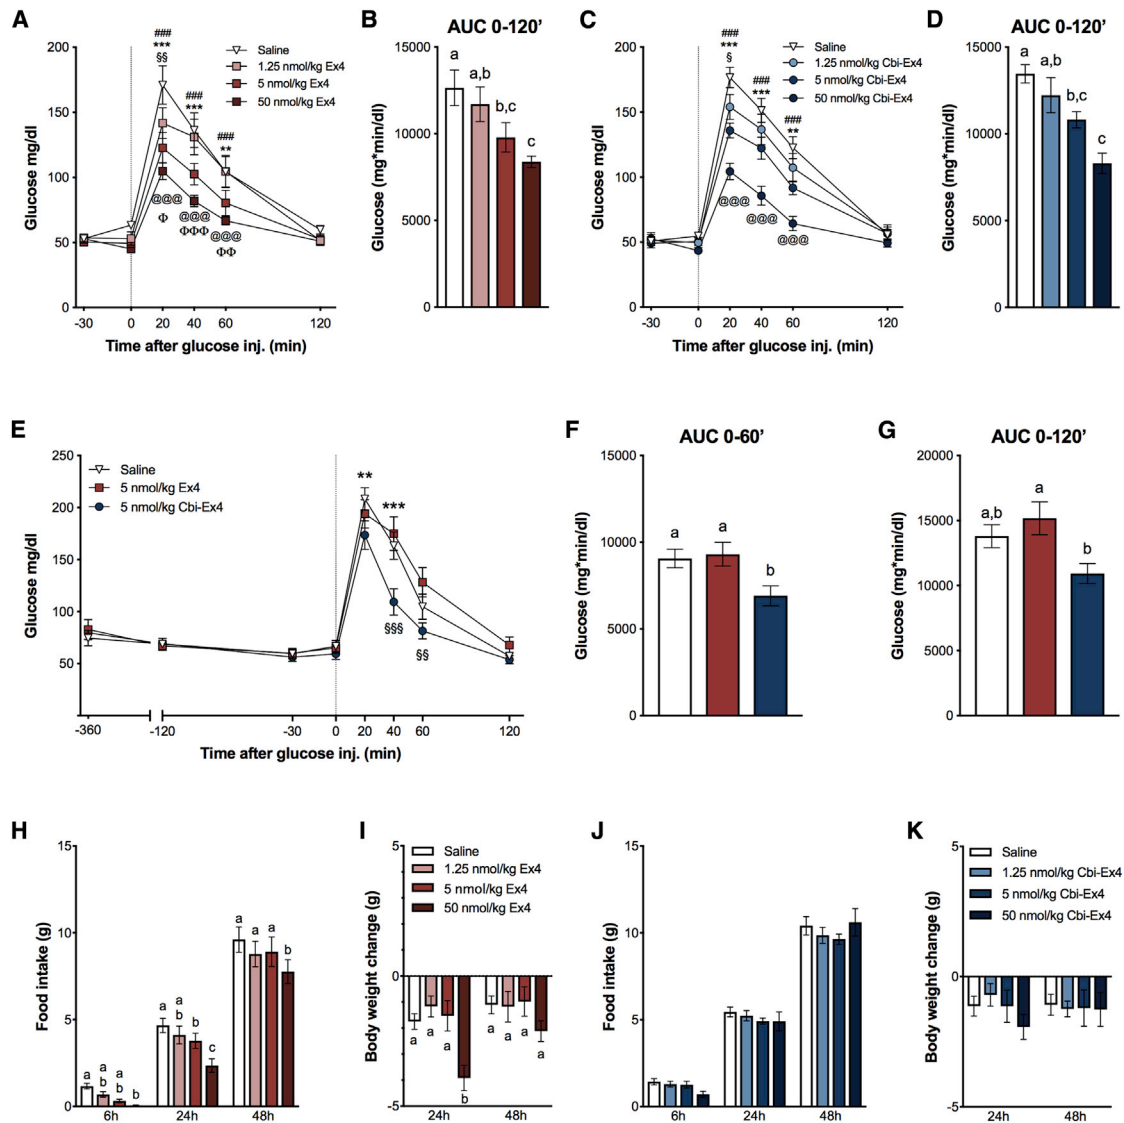 A
Glucose mg/dl
200
150
100
50
0
###
***
§§
###
***
###
**
@@@
Φ
@@@
ΦΦΦ
@@@
ΦΦ
Saline
1.25 nmol/kg Ex4
5 nmol/kg Ex4
50 nmol/kg Ex4
-30 0 20 40 60 120
Time after glucose inj. (min)
B
AUC 0-120’
Glucose (mg*min/dl)
15000
10000
5000
0
a a,b b,c c
C
Glucose mg/dl
200
150
100
50
0
###
***
§
###
***
###
**
@@@
@@@
@@@
Saline
1.25 nmol/kg Cbi-Ex4
5 nmol/kg Cbi-Ex4
50 nmol/kg Cbi-Ex4
-30 0 20 40 60 120
Time after glucose inj. (min)
D
AUC 0-120’
Glucose (mg*min/dl)
15000
10000
5000
0
a a,b b,c c
E
Glucose mg/dl
250
200
150
100
50
Saline
5 nmol/kg Ex4
5 nmol/kg Cbi-Ex4
**
***
§§§
§§
-360 -120 -30 0 20 40 60 120
Time after glucose inj. (min)
F
AUC 0-60’
Glucose (mg*min/dl)
15000
10000
5000
0
a a b
G
AUC 0-120’
Glucose (mg*min/dl)
20000
15000
10000
5000
0
a,b a b
H
Food intake (g)
15
10
5
0
a a b a b b
a a b b c
a a a b
6h 24h 48h
I
Body weight change (g)
5
0
-5
Saline
1.25 nmol/kg Ex4
5 nmol/kg Ex4
50 nmol/kg Ex4
a a a b
a a a a
24h 48h
J
Food intake (g)
15
10
5
0
6h 24h 48h
K
Body weight change (g)
5
0
-5
Saline
1.25 nmol/kg Cbi-Ex4
5 nmol/kg Cbi-Ex4
50 nmol/kg Cbi-Ex4
24h 48h